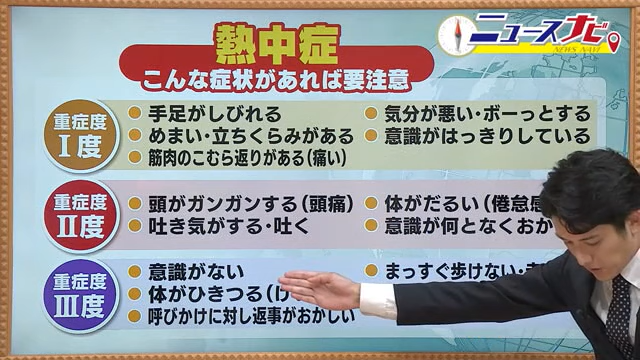 ニュースナビ
NEWS NAVI
熱中症
こんな症状があれば要注意
重症度
Ⅰ度
手足がしびれる
気分が悪い・ボーっとする
めまい・立ちくらみがある
意識がはっきりしている
筋肉のこむら返りがある（痛い）
重症度
Ⅱ度
頭がガンガンする（頭痛）
体がだるい（倦怠感
吐き気がする・吐く
意識が何となくおか
重症度
Ⅲ度
意識がない
まっすぐ歩けない・
体がひきつる（け
呼びかけに対し返事がおかしい